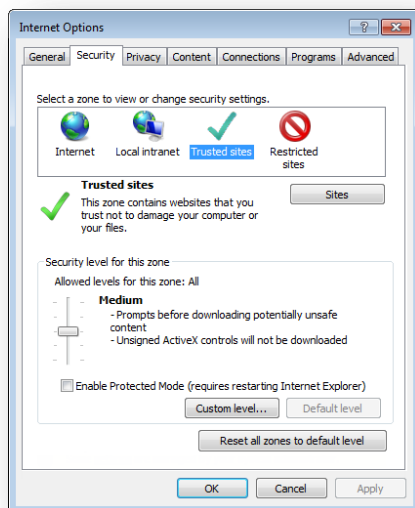 Internet Options
General Security Privacy Content Connections Programs Advanced
Select a zone to view or change security settings.
Internet Local intranet Trusted sites Restricted
sites
Trusted sites
Sites
This zone contains websites that you
trust not to damage your computer or
your files.
Security level for this zone
Allowed levels for this zone: All
Medium
- Prompts before downloading potentially unsafe
content
- Unsigned ActiveX controls will not be downloaded
Enable Protected Mode (requires restarting Internet Explorer)
Custom level... Default level
Reset all zones to default level
OK Cancel Apply